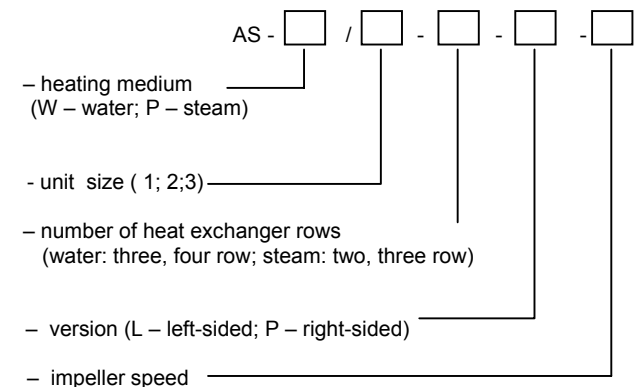 AS - / - - -
– heating medium
(W – water; P – steam)
- unit size ( 1; 2;3)
– number of heat exchanger rows
(water: three, four row; steam: two, three row)
– version (L – left-sided; P – right-sided)
– impeller speed